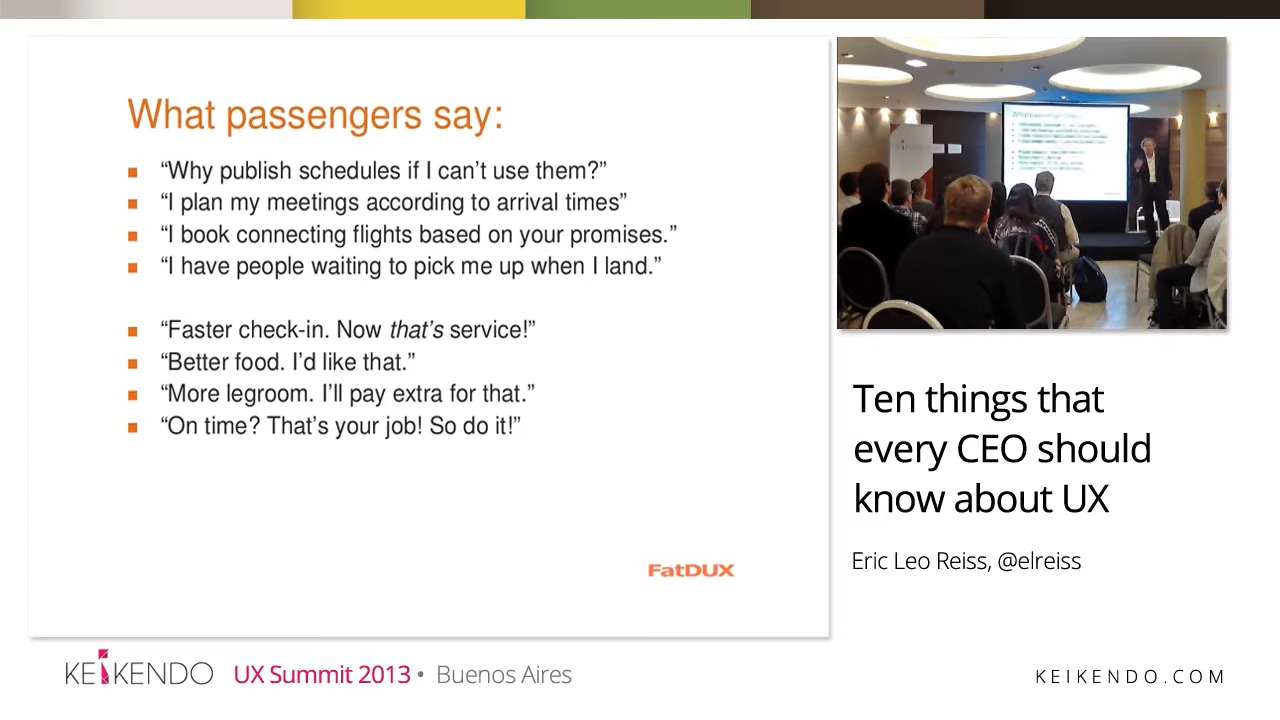 What passengers say:
“Why publish schedules if I can’t use them?”
“I plan my meetings according to arrival times”
“I book connecting flights based on your promises.”
“I have people waiting to pick me up when I land.”
“Faster check-in. Now that’s service!”
“Better food. I’d like that.”
“More legroom. I’ll pay extra for that.”
“On time? That’s your job! So do it!”
FatDUX
Ten things that
every CEO should
know about UX
Eric Leo Reiss, @elreiss
KEIKENDO UX Summit 2013 • Buenos Aires
KEIKENDO.COM